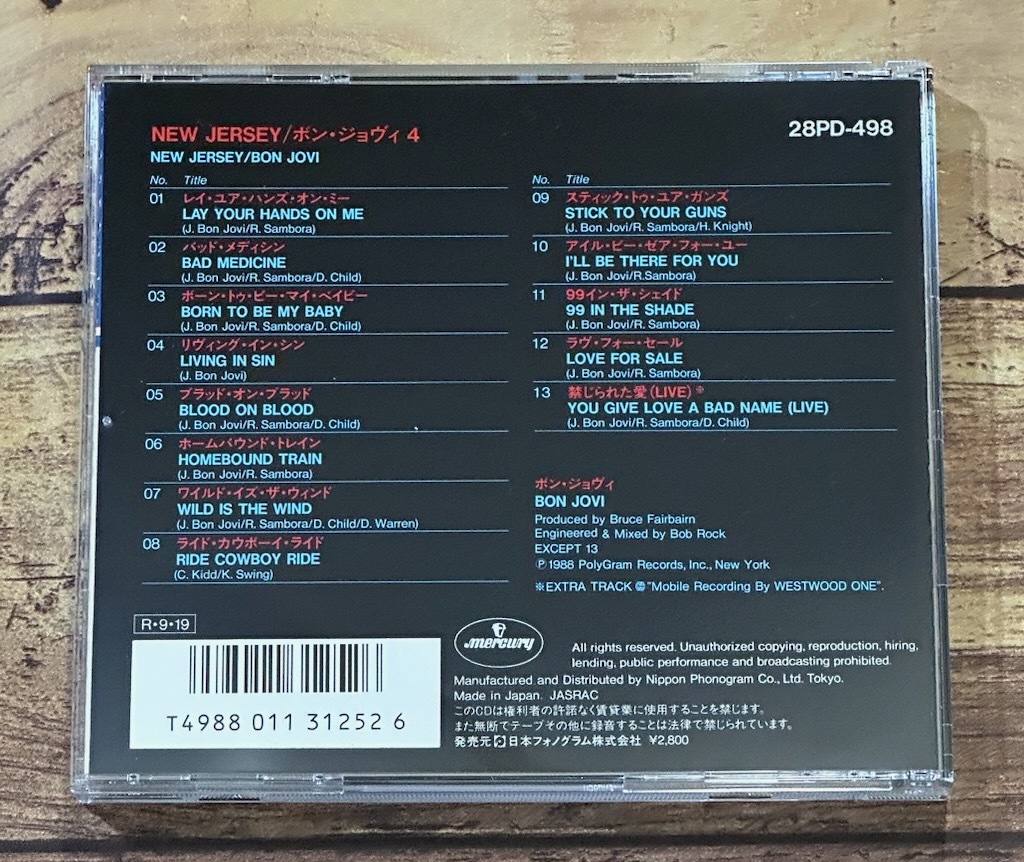 NEW JERSEY/ボン・ジョヴィ 4
28PD-498
NEW JERSEY/BON JOVI
No. Title
01 レイ・ユア・ハンズ・オン・ミー
LAY YOUR HANDS ON ME
(J. Bon Jovi/R. Sambora)
02 バッド・メディシン
BAD MEDICINE
(J. Bon Jovi/R. Sambora/D. Child)
03 ボーン・トゥ・ビー・マイ・ベイビー
BORN TO BE MY BABY
(J. Bon Jovi/R. Sambora/D. Child)
04 リヴィング・イン・シン
LIVING IN SIN
(J. Bon Jovi)
05 ブラッド・オン・ブラッド
BLOOD ON BLOOD
(J. Bon Jovi/R. Sambora/D. Child)
06 ホームバウンド・トレイン
HOMEBOUND TRAIN
(J. Bon Jovi/R. Sambora)
07 ワイルド・イズ・ザ・ウィンド
WILD IS THE WIND
(J. Bon Jovi/R. Sambora/D. Child/D. Warren)
08 ライド・カウボーイ・ライド
RIDE COWBOY RIDE
(C. Kidd/K. Swing)
No. Title
09 スティック・トゥ・ユア・ガンズ
STICK TO YOUR GUNS
(J. Bon Jovi/R. Sambora/H. Knight)
10 アイル・ビー・ゼア・フォー・ユー
I'LL BE THERE FOR YOU
(J. Bon Jovi/R.Sambora)
11 99イン・ザ・シェイド
99 IN THE SHADE
(J. Bon Jovi/R. Sambora)
12 ラヴ・フォー・セール
LOVE FOR SALE
(J. Bon Jovi/R. Sambora)
13 禁じられた愛(LIVE)※
YOU GIVE LOVE A BAD NAME (LIVE)
(J. Bon Jovi/R. Sambora/D. Child)
ボン・ジョヴィ
BON JOVI
Produced by Bruce Fairbairn
Engineered & Mixed by Bob Rock
EXCEPT 13
Ⓟ1988 PolyGram Records, Inc., New York
※EXTRA TRACK "Mobile Recording By WESTWOOD ONE".
R・9・19
T4988 011 31252 6
mercury
All rights reserved. Unauthorized copying, reproduction, hiring,
lending, public performance and broadcasting prohibited.
Manufactured and Distributed by Nippon Phonogram Co., Ltd. Tokyo.
Made in Japan. JASRAC
このCDは権利者の許諾なく賃貸業に使用することを禁じます。
また無断でテープその他に録音することは法律で禁じられています。
発売元 日本フォノグラム株式会社 ¥2,800